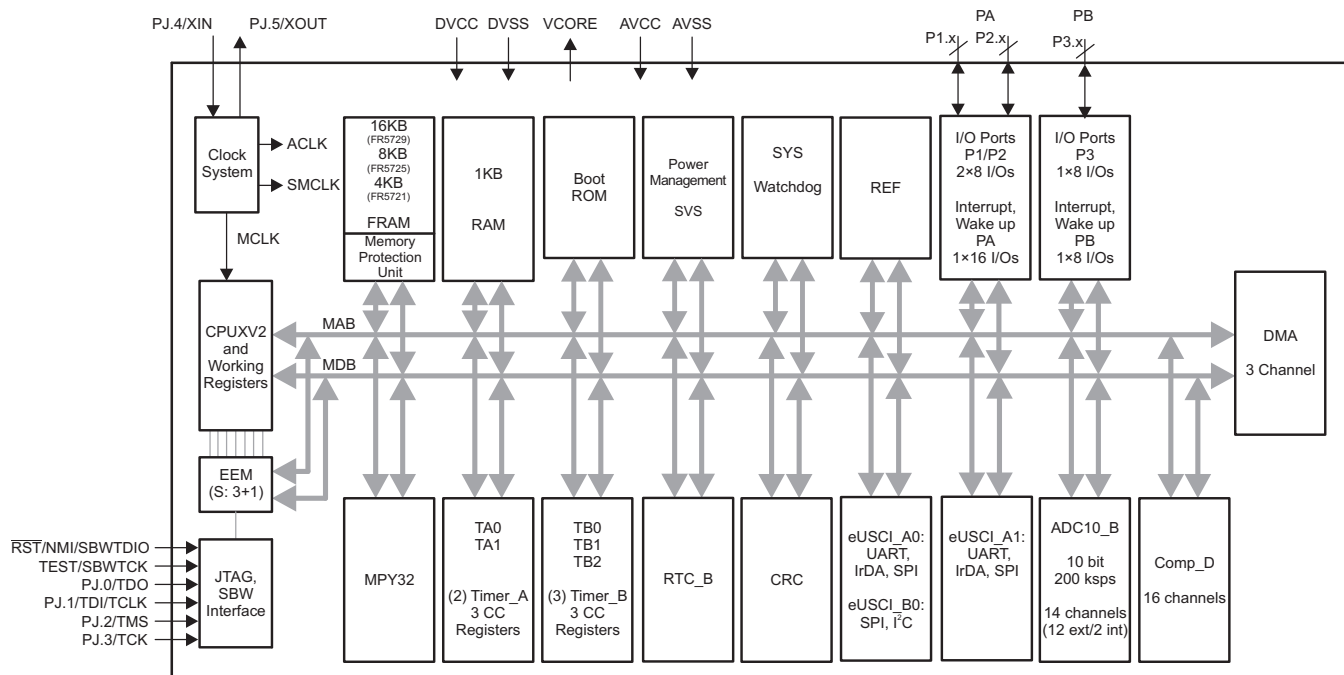 PJ.4/XIN
PJ.5/XOUT
DVCC
DVSS
VCORE
AVCC
AVSS
PA
P1.x
P2.x
PB
P3.x
Clock
System
ACLK
SMCLK
MCLK
16KB
(FR5729)
8KB
(FR5725)
4KB
(FR5721)
FRAM
Memory
Protection
Unit
1KB
RAM
Boot
ROM
Power
Management
SVS
SYS
Watchdog
REF
I/O Ports
P1/P2
2×8 I/Os
Interrupt,
Wake up
PA
1×16 I/Os
I/O Ports
P3
1×8 I/Os
Interrupt,
Wake up
PB
1×8 I/Os
CPUXV2
and
Working
Registers
MAB
MDB
DMA
3 Channel
EEM
(S: 3+1)
RST/NMI/SBWTDIO
TEST/SBWTCK
PJ.0/TDO
PJ.1/TDI/TCLK
PJ.2/TMS
PJ.3/TCK
JTAG,
SBW
Interface
MPY32
TA0
TA1
(2) Timer_A
3 CC
Registers
TB0
TB1
TB2
(3) Timer_B
3 CC
Registers
RTC_B
CRC
eUSCI_A0:
UART,
IrDA, SPI
eUSCI_B0:
SPI, I²C
eUSCI_A1:
UART,
IrDA, SPI
ADC10_B
10 bit
200 ksps
14 channels
(12 ext/2 int)
Comp_D
16 channels